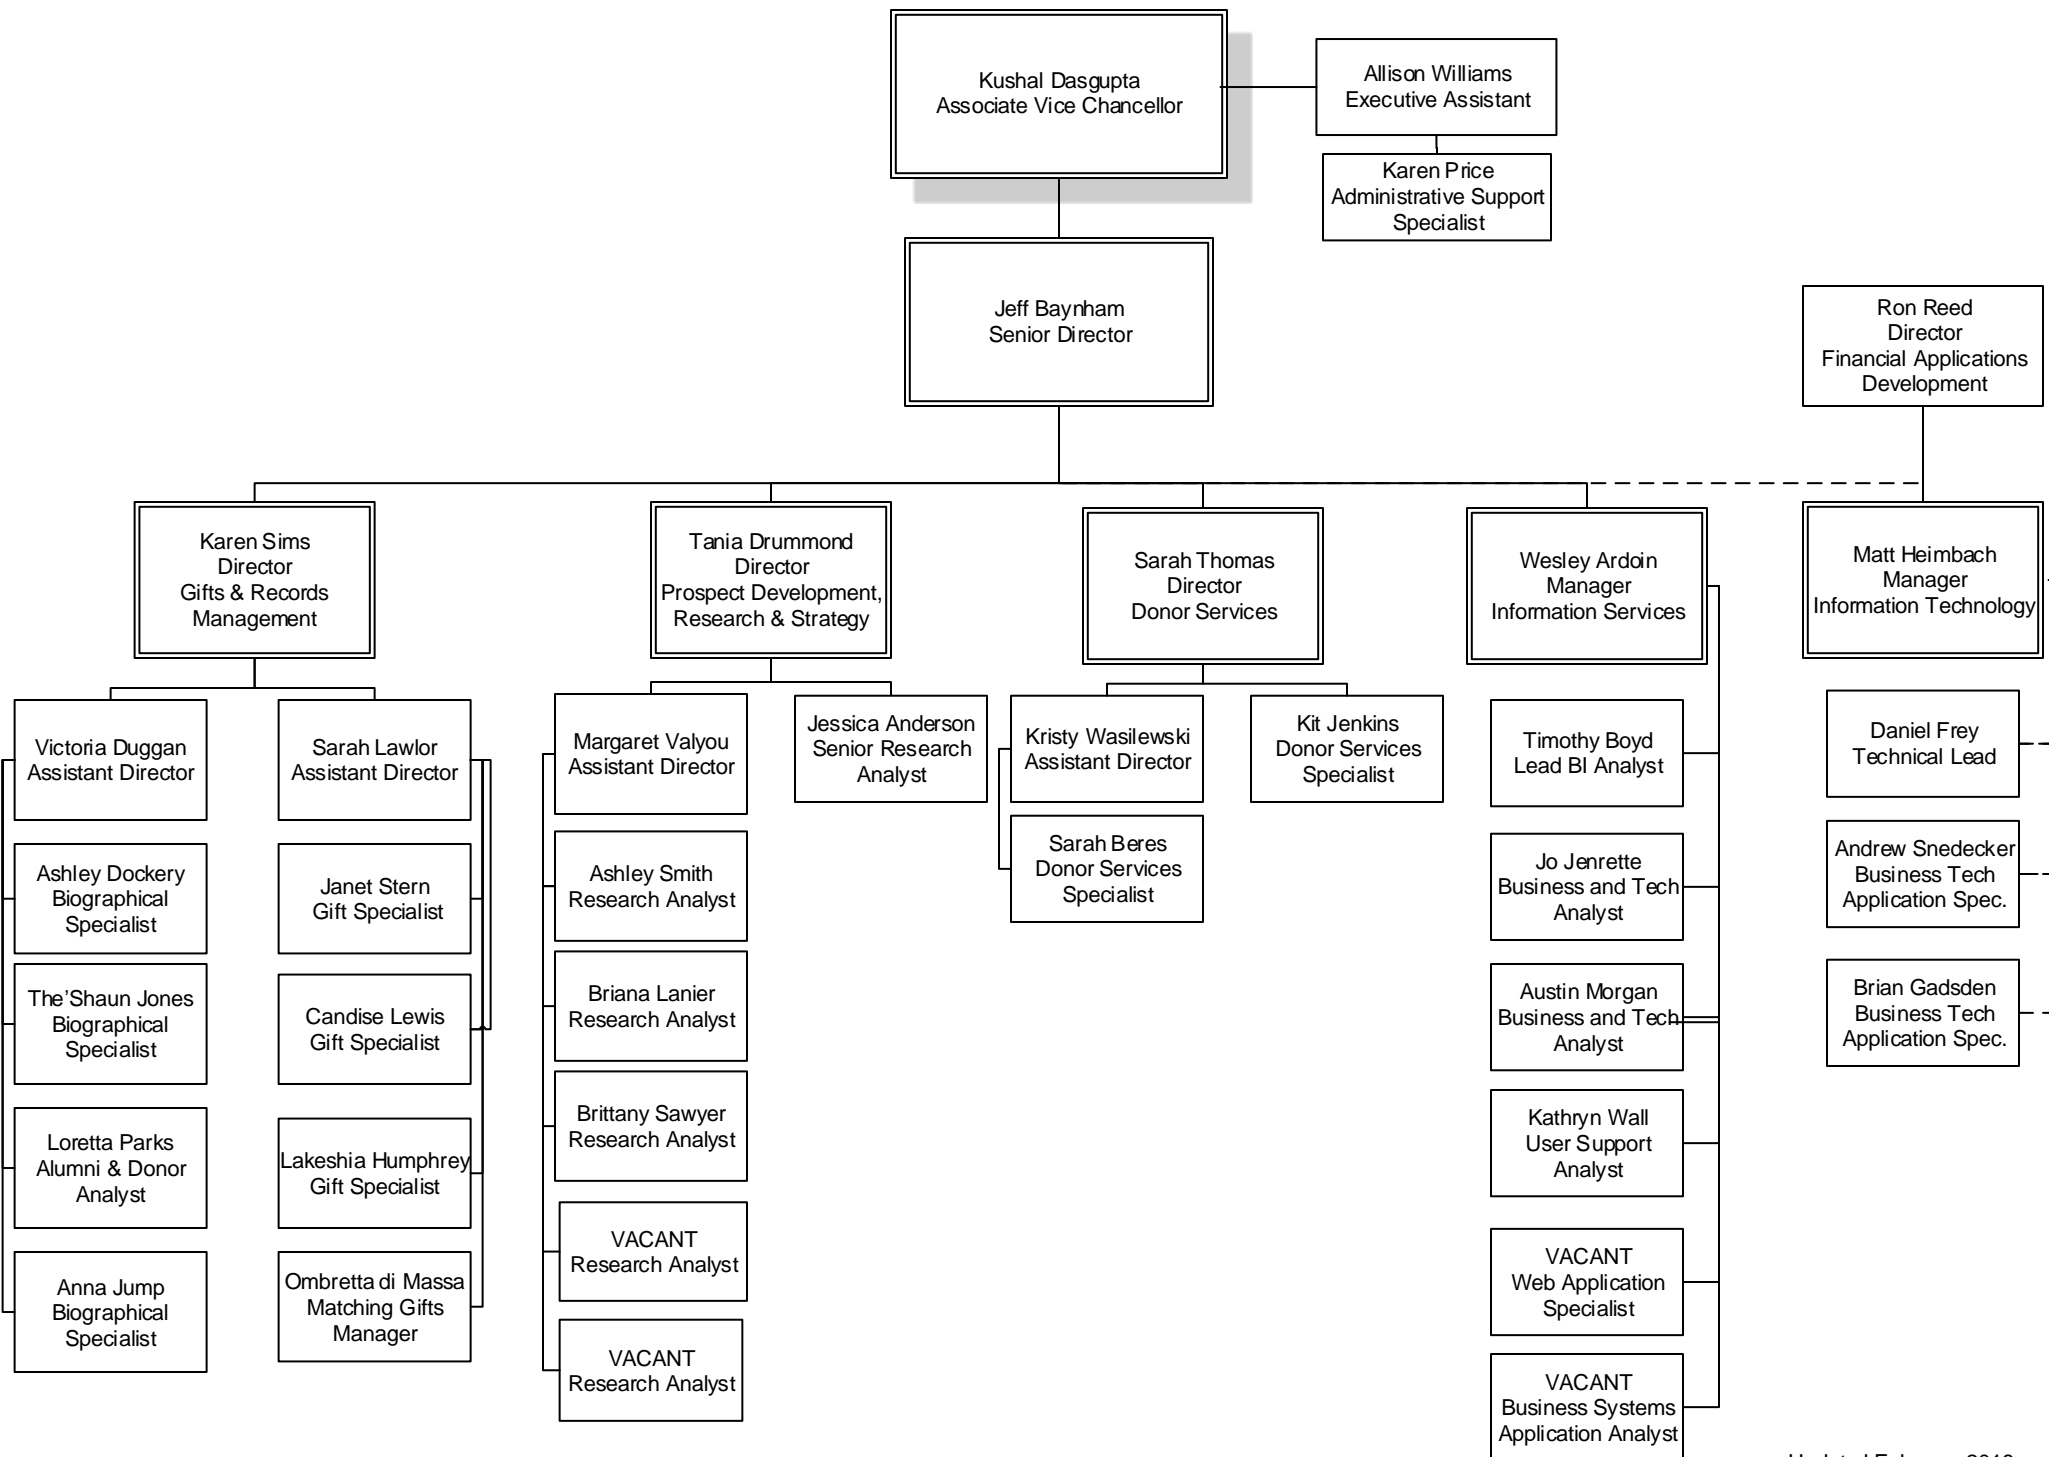 Kushal Dasgupta
Associate Vice Chancellor
Allison Williams
Executive Assistant
Karen Price
Administrative Support
Specialist
Jeff Baynham
Senior Director
Ron Reed
Director
Financial Applications
Development
Karen Sims
Director
Gifts & Records
Management
Tania Drummond
Director
Prospect Development,
Research & Strategy
Sarah Thomas
Director
Donor Services
Wesley Ardoin
Manager
Information Services
Matt Heimbach
Manager
Information Technology
Victoria Duggan
Assistant Director
Ashley Dockery
Biographical
Specialist
The’Shaun Jones
Biographical
Specialist
Loretta Parks
Alumni & Donor
Analyst
Anna Jump
Biographical
Specialist
Sarah Lawlor
Assistant Director
Janet Stern
Gift Specialist
Candise Lewis
Gift Specialist
Lakeshia Humphrey
Gift Specialist
Ombretta di Massa
Matching Gifts
Manager
Margaret Valyou
Assistant Director
Ashley Smith
Research Analyst
Briana Lanier
Research Analyst
Brittany Sawyer
Research Analyst
VACANT
Research Analyst
VACANT
Research Analyst
Jessica Anderson
Senior Research
Analyst
Kristy Wasilewski
Assistant Director
Sarah Beres
Donor Services
Specialist
Kit Jenkins
Donor Services
Specialist
Timothy Boyd
Lead BI Analyst
Jo Jenrette
Business and Tech
Analyst
Austin Morgan
Business and Tech
Analyst
Kathryn Wall
User Support
Analyst
VACANT
Web Application
Specialist
VACANT
Business Systems
Application Analyst
Daniel Frey
Technical Lead
Andrew Snedecker
Business Tech
Application Spec.
Brian Gadsden
Business Tech
Application Spec.